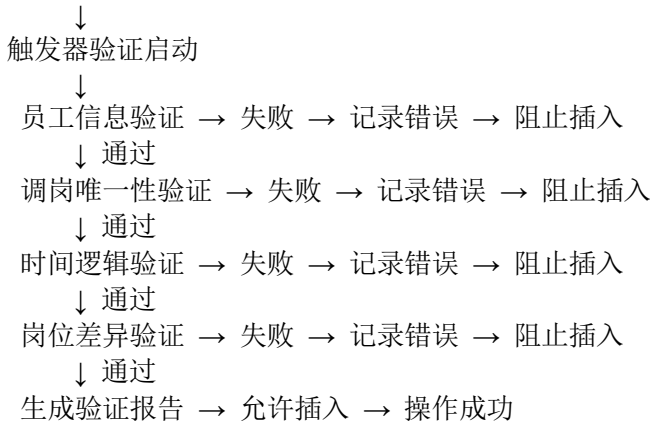 ↓
触发器验证启动
↓
员工信息验证 → 失败 → 记录错误 → 阻止插入
↓ 通过
调岗唯一性验证 → 失败 → 记录错误 → 阻止插入
↓ 通过
时间逻辑验证 → 失败 → 记录错误 → 阻止插入
↓ 通过
岗位差异验证 → 失败 → 记录错误 → 阻止插入
↓ 通过
生成验证报告 → 允许插入 → 操作成功